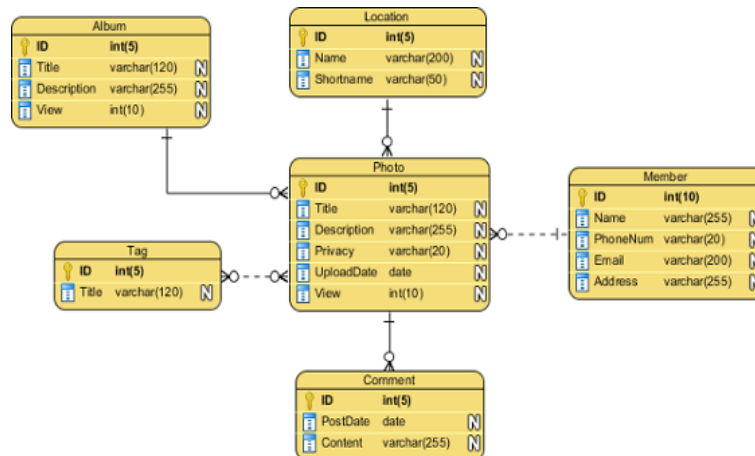 Album
ID int(5)
Title varchar(120) N
Description varchar(255) N
View int(10) N
Location
ID int(5)
Name varchar(200) N
Shortname varchar(50) N
Photo
ID int(5)
Title varchar(120) N
Description varchar(255) N
Privacy varchar(20) N
UploadDate date N
View int(10) N
Member
ID int(10)
Name varchar(255) N
PhoneNum varchar(20) N
Email varchar(200) N
Address varchar(255) N
Tag
ID int(5)
Title varchar(120) N
Comment
ID int(5)
PostDate date N
Content varchar(255) N